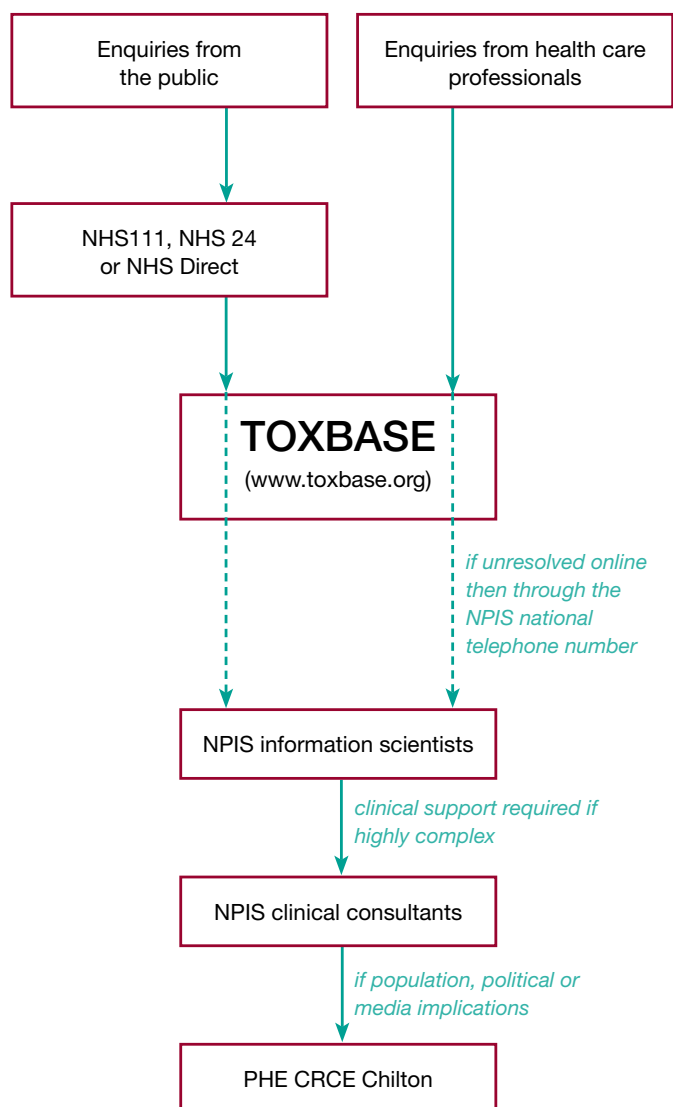 Enquiries from
the public
Enquiries from health care
professionals
NHS111, NHS 24
or NHS Direct
TOXBASE
(www.toxbase.org)
if unresolved online
then through the
NPIS national
telephone number
NPIS information scientists
clinical support required if
highly complex
NPIS clinical consultants
if population, political or
media implications
PHE CRCE Chilton